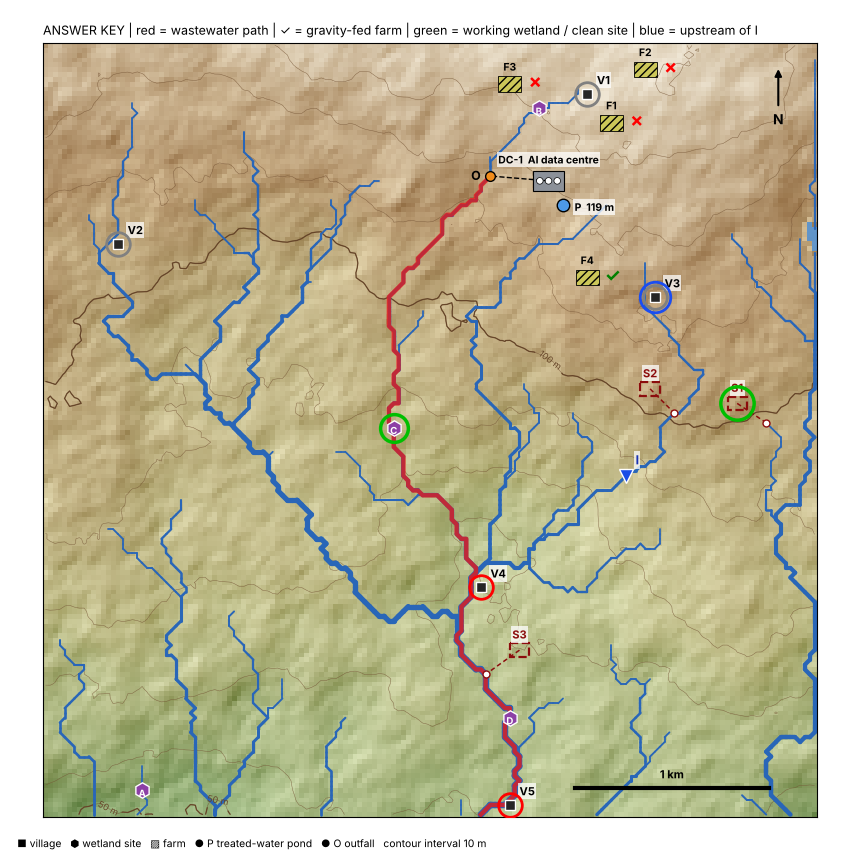 ANSWER KEY | red = wastewater path | ✓ = gravity-fed farm | green = working wetland / clean site | blue = upstream of I
F2
F3
V1
B
F1
N
DC-1 AI data centre
O
P 119 m
V2
F4
V3
100 m
S2
S1
C
I
V4
S3
D
1 km
A
50 m
50 m
V5
■ village ⬢ wetland site ▨ farm ● P treated-water pond ● O outfall contour interval 10 m